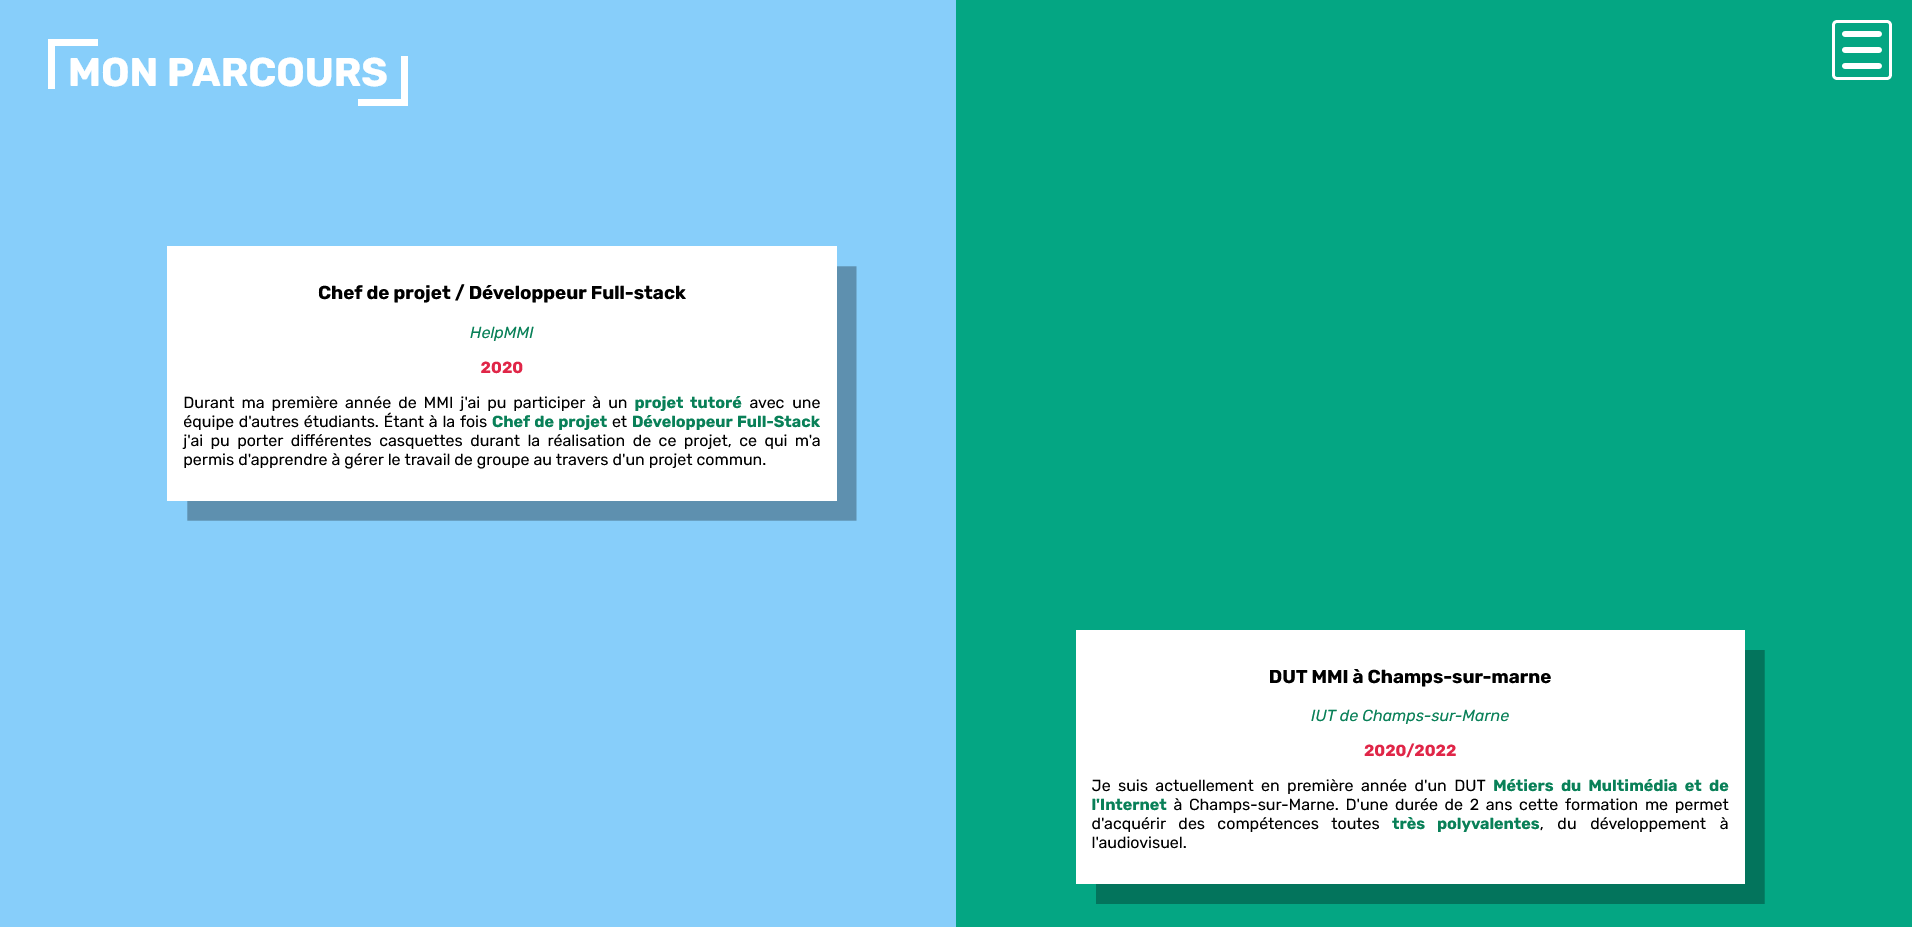 MON PARCOURS
Chef de projet / Développeur Full-stack
HelpMMI
2020
Durant ma première année de MMI j'ai pu participer à un projet tutoré avec une
équipe d'autres étudiants. Étant à la fois Chef de projet et Développeur Full-Stack
j'ai pu porter différentes casquettes durant la réalisation de ce projet, ce qui m'a
permis d'apprendre à gérer le travail de groupe au travers d'un projet commun.
DUT MMI à Champs-sur-marne
IUT de Champs-sur-Marne
2020/2022
Je suis actuellement en première année d'un DUT Métiers du Multimédia et de
l'Internet à Champs-sur-Marne. D'une durée de 2 ans cette formation me permet
d'acquérir des compétences toutes très polyvalentes, du développement à
l'audiovisuel.